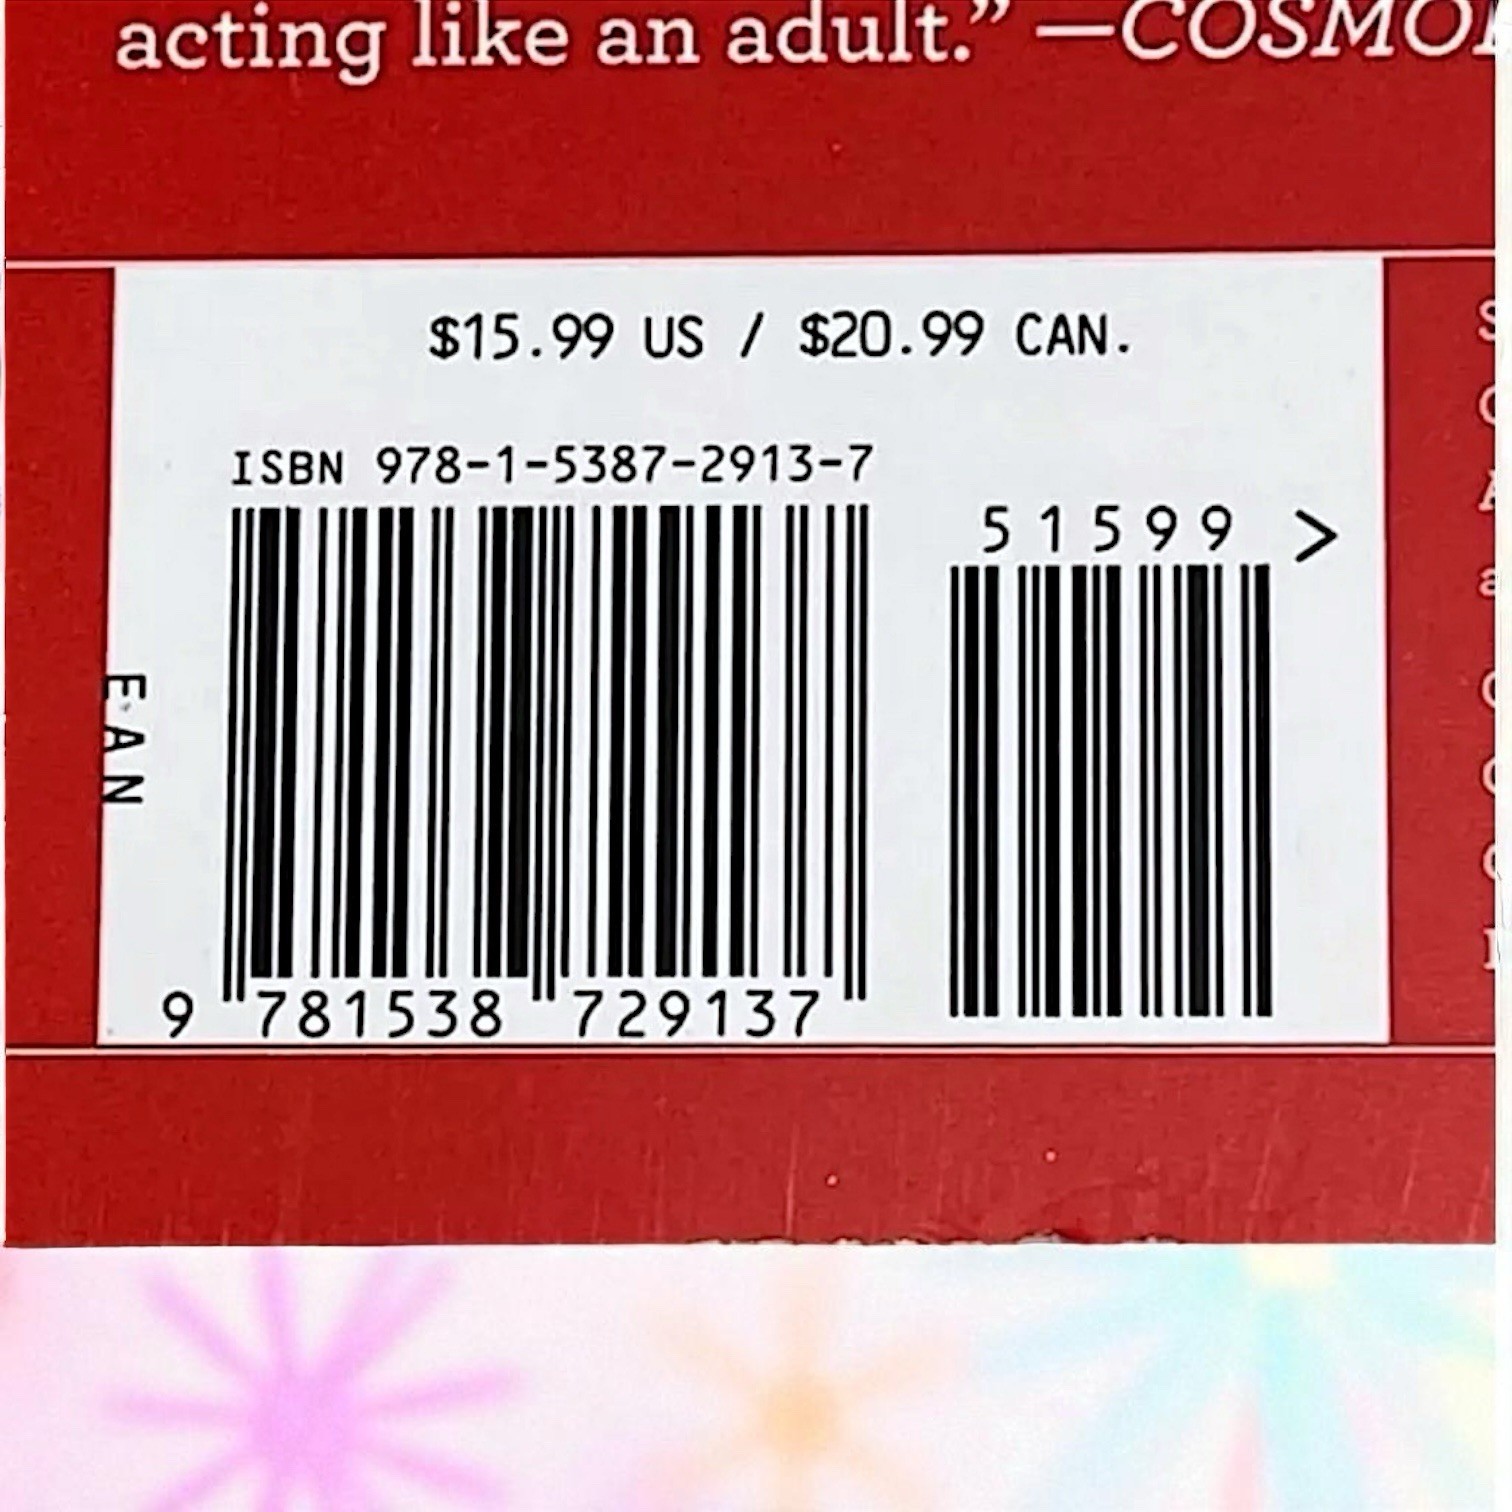 acting like an adult.” —COSMO
$15.99 US / $20.99 CAN.
ISBN 978-1-5387-2913-7
51599 >
EAN
9 781538 729137